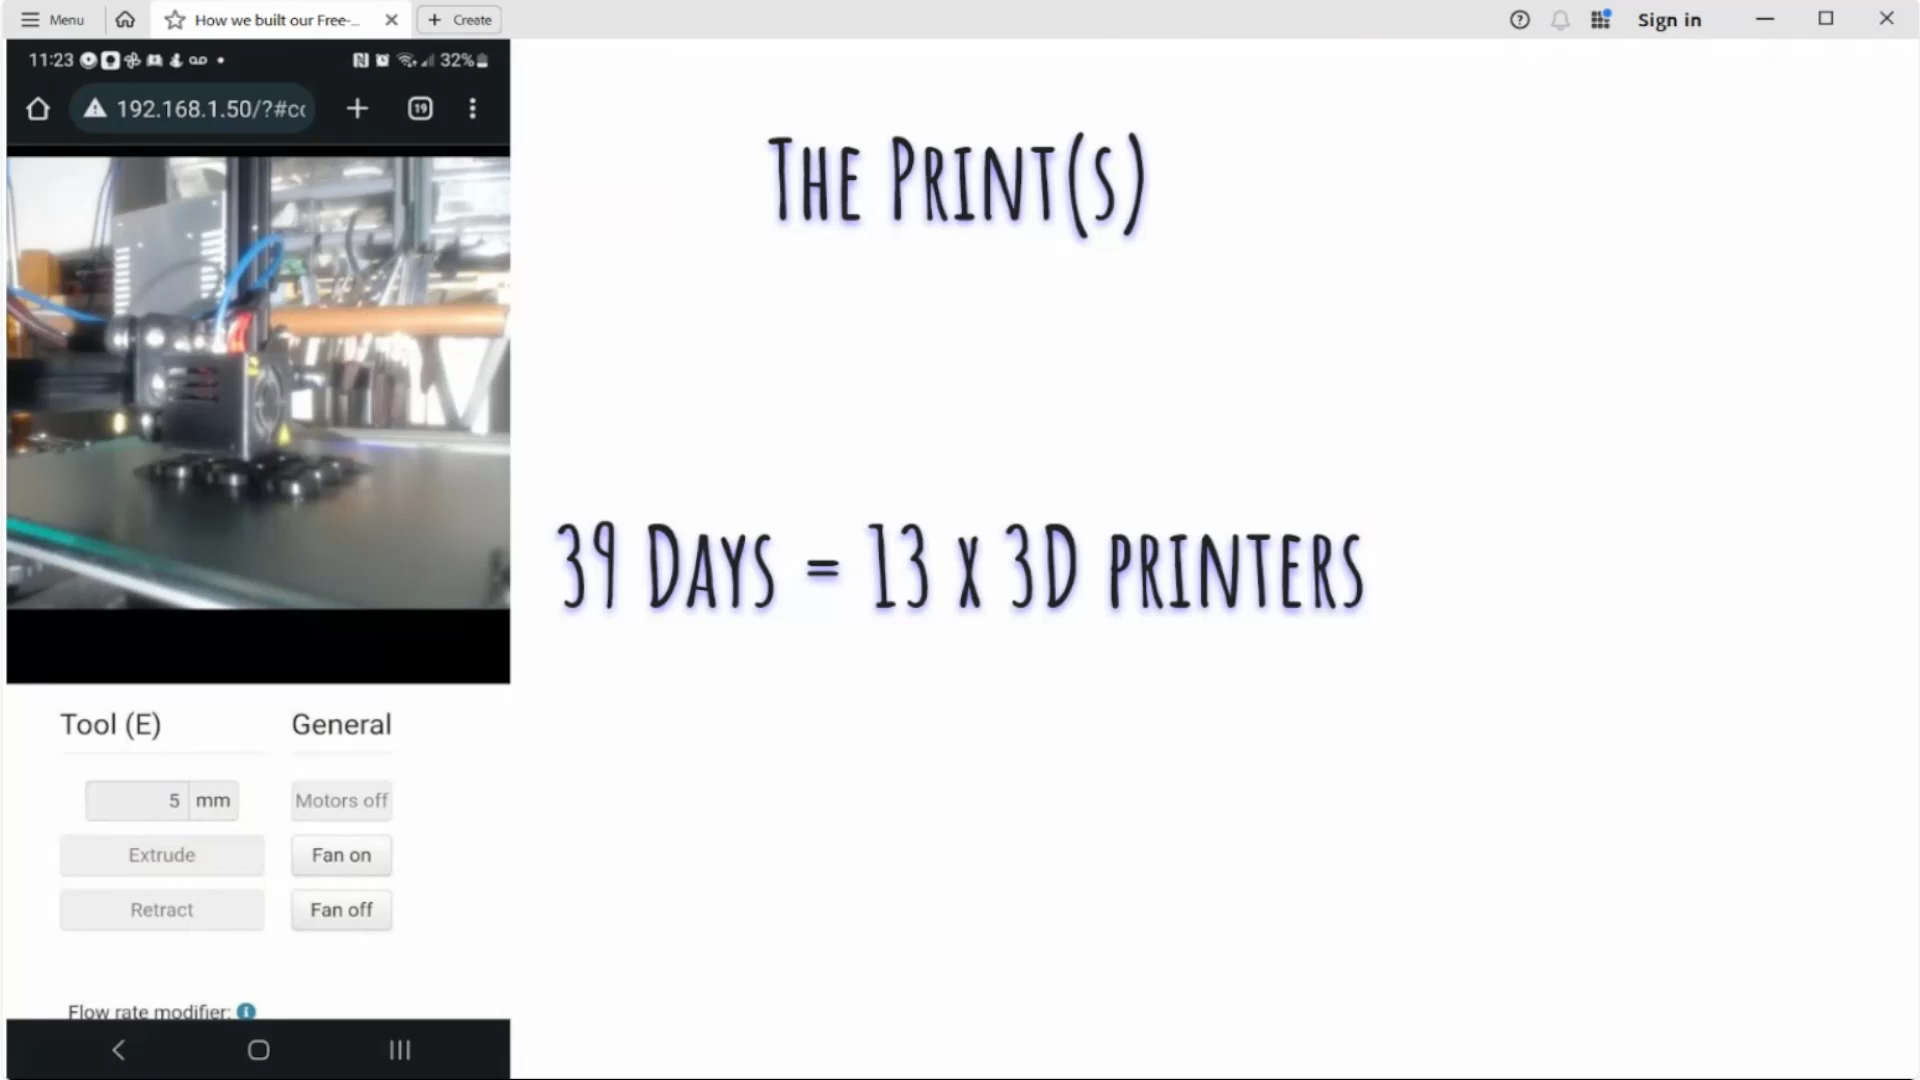 Menu
How we built our Free-...
Create
Sign in
11:23
32%
192.168.1.50/?#co
19
The Print(s)
39 Days = 13 x 3D printers
Tool (E)
General
5 mm
Motors off
Extrude
Fan on
Retract
Fan off
Flow rate modifier: